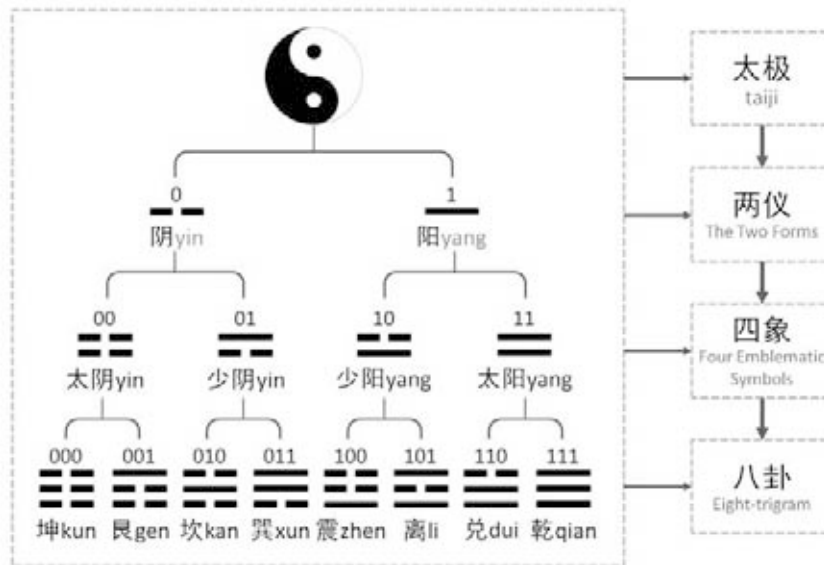 太极
taiji
0 1
阴yin 阳yang
两仪
The Two Forms
00 01 10 11
太阴yin 少阴yin 少阳yang 太阳yang
四象
Four Emblematic
Symbols
000 001 010 011 100 101 110 111
坤kun 艮gen 坎kan 巽xun 震zhen 离li 兑dui 乾qian
八卦
Eight-trigram